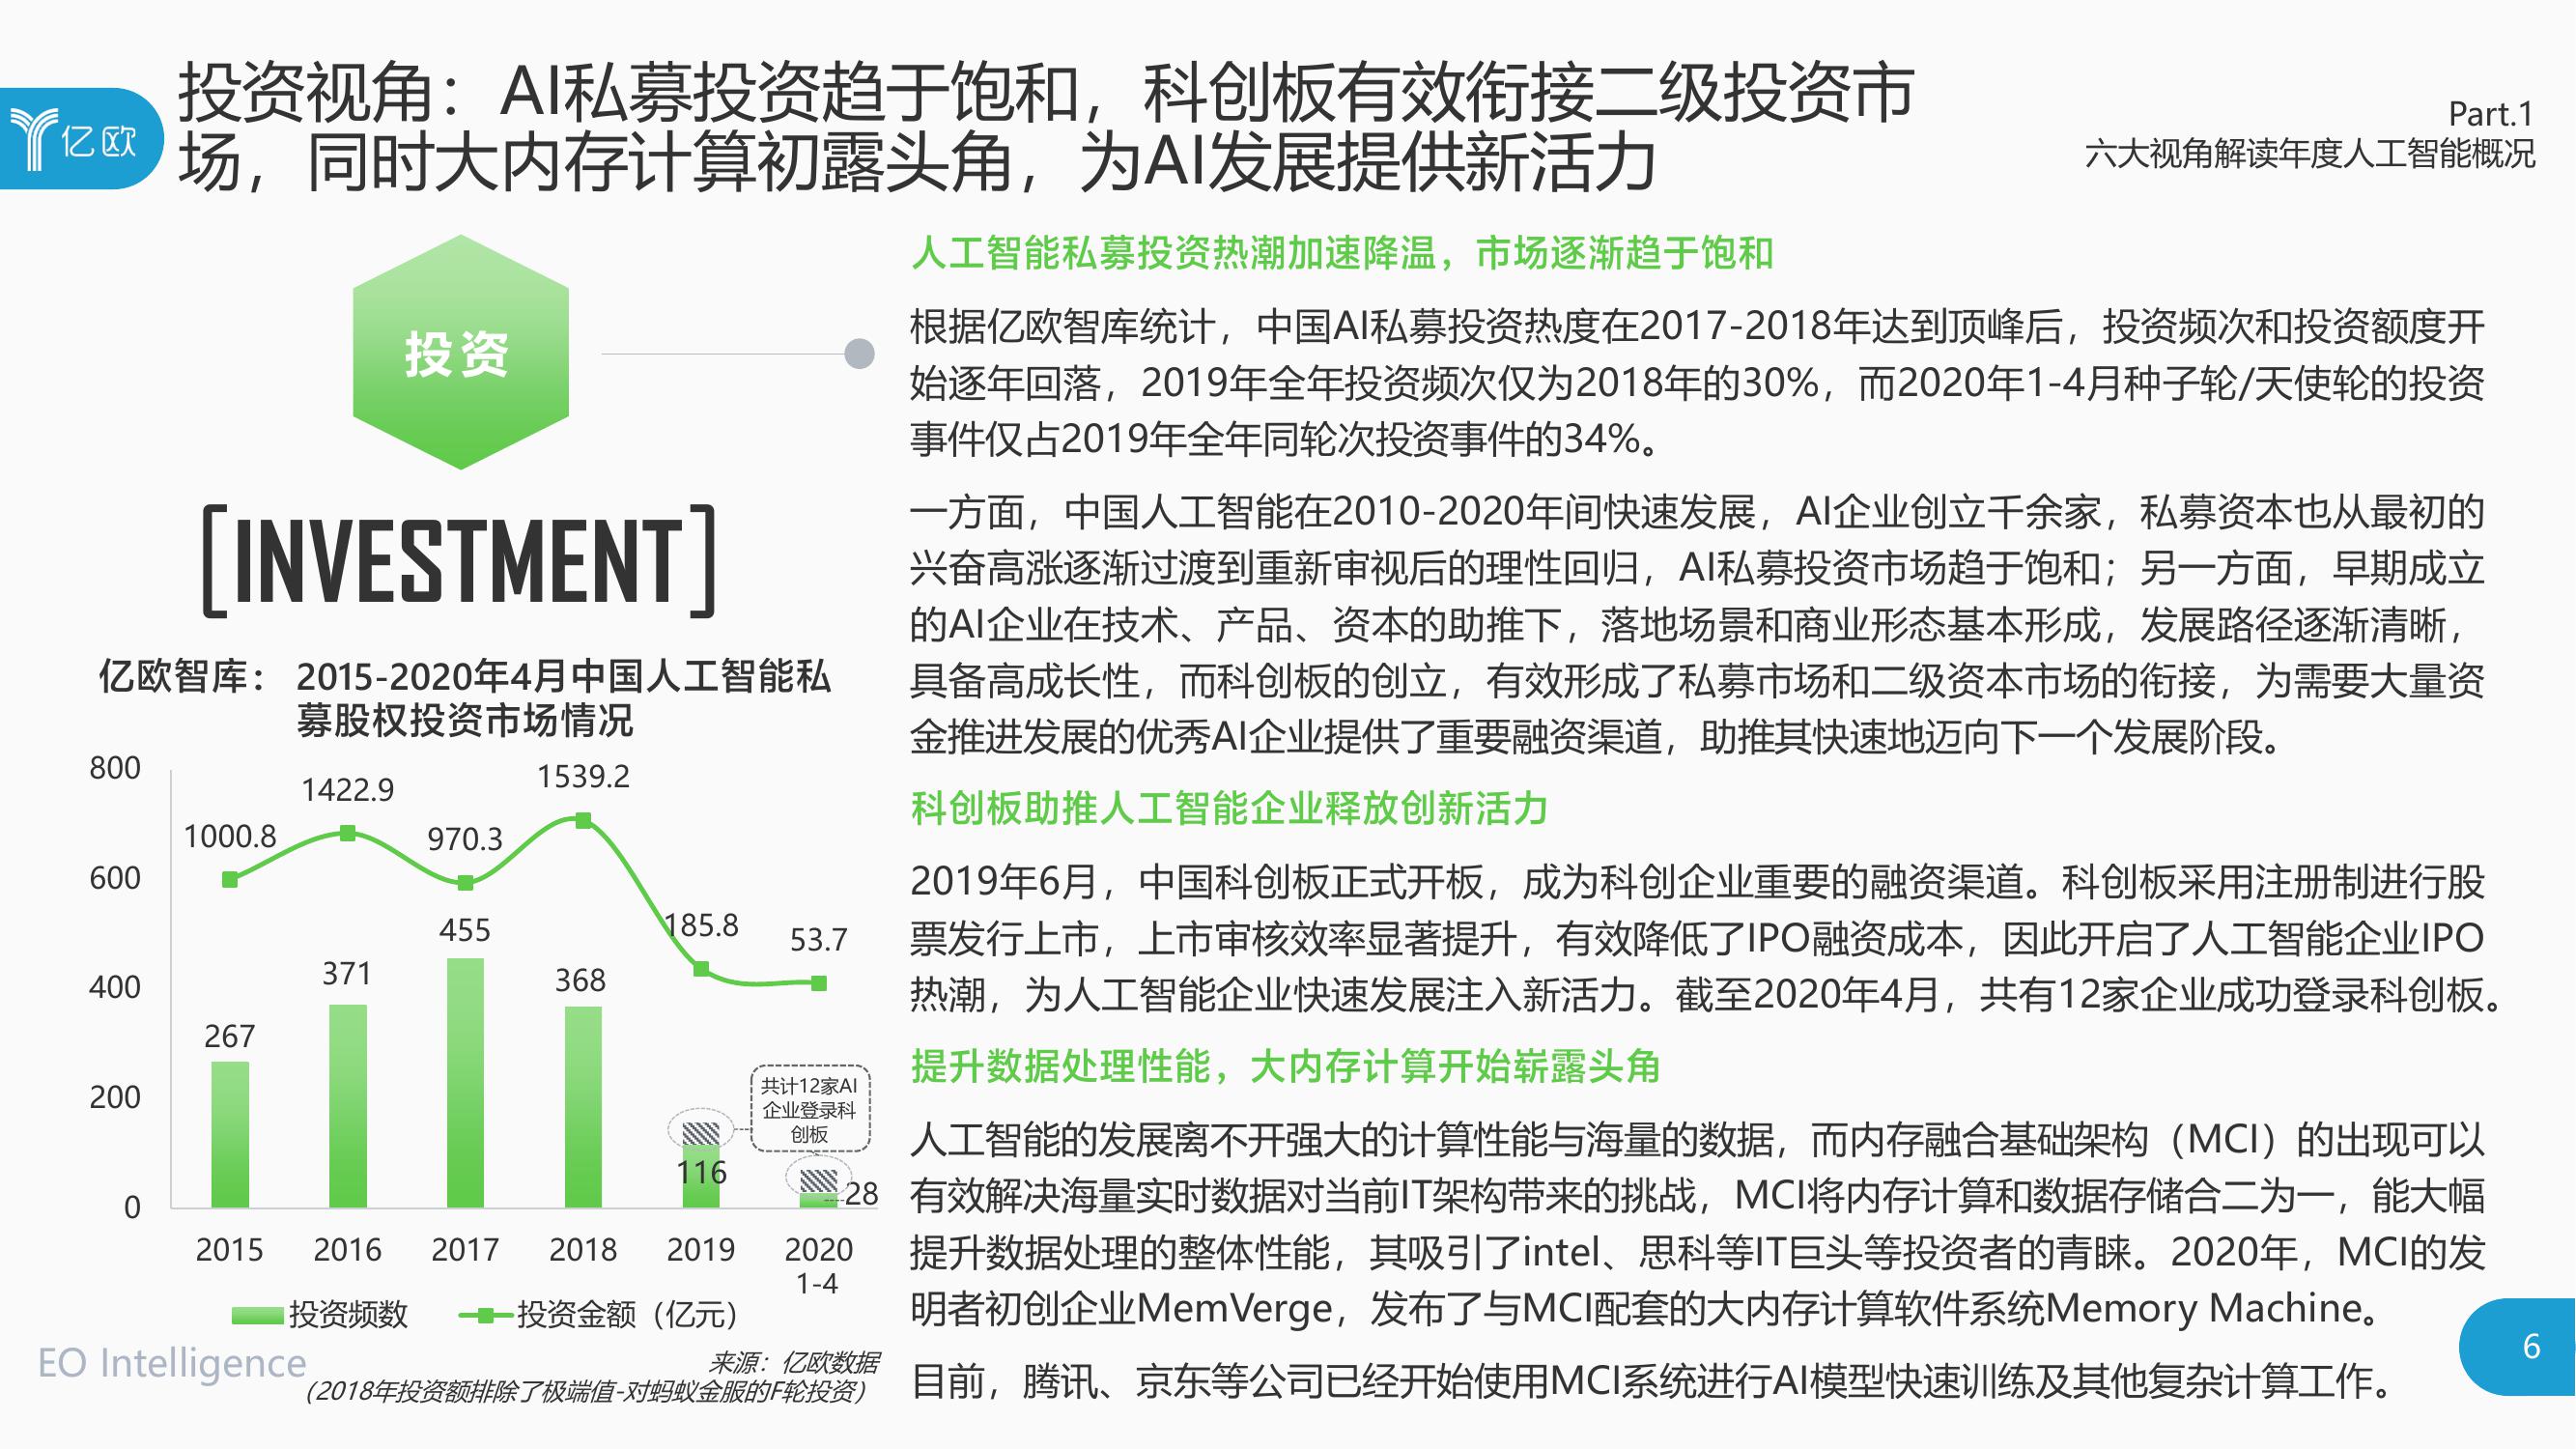 投资视角：AI私募投资趋于饱和，科创板有效衔接二级投资市
场，同时大内存计算初露头角，为AI发展提供新活力
亿欧
Part.1
六大视角解读年度人工智能概况
投资
[INVESTMENT]
亿欧智库： 2015-2020年4月中国人工智能私
募股权投资市场情况
800
600
400
200
0
1000.8
1422.9
970.3
1539.2
185.8
53.7
267
371
455
368
116
28
共计12家AI
企业登录科
创板
2015
2016
2017
2018
2019
2020
1-4
投资频数
投资金额（亿元）
来源：亿欧数据
（2018年投资额排除了极端值-对蚂蚁金服的F轮投资）
EO Intelligence
人工智能私募投资热潮加速降温，市场逐渐趋于饱和
根据亿欧智库统计，中国AI私募投资热度在2017-2018年达到顶峰后，投资频次和投资额度开
始逐年回落，2019年全年投资频次仅为2018年的30%，而2020年1-4月种子轮/天使轮的投资
事件仅占2019年全年同轮次投资事件的34%。
一方面，中国人工智能在2010-2020年间快速发展，AI企业创立千余家，私募资本也从最初的
兴奋高涨逐渐过渡到重新审视后的理性回归，AI私募投资市场趋于饱和；另一方面，早期成立
的AI企业在技术、产品、资本的助推下，落地场景和商业形态基本形成，发展路径逐渐清晰，
具备高成长性，而科创板的创立，有效形成了私募市场和二级资本市场的衔接，为需要大量资
金推进发展的优秀AI企业提供了重要融资渠道，助推其快速地迈向下一个发展阶段。
科创板助推人工智能企业释放创新活力
2019年6月，中国科创板正式开板，成为科创企业重要的融资渠道。科创板采用注册制进行股
票发行上市，上市审核效率显著提升，有效降低了IPO融资成本，因此开启了人工智能企业IPO
热潮，为人工智能企业快速发展注入新活力。截至2020年4月，共有12家企业成功登录科创板。
提升数据处理性能，大内存计算开始崭露头角
人工智能的发展离不开强大的计算性能与海量的数据，而内存融合基础架构（MCI）的出现可以
有效解决海量实时数据对当前IT架构带来的挑战，MCI将内存计算和数据存储合二为一，能大幅
提升数据处理的整体性能，其吸引了intel、思科等IT巨头等投资者的青睐。2020年，MCI的发
明者初创企业MemVerge，发布了与MCI配套的大内存计算软件系统Memory Machine。
目前，腾讯、京东等公司已经开始使用MCI系统进行AI模型快速训练及其他复杂计算工作。
6